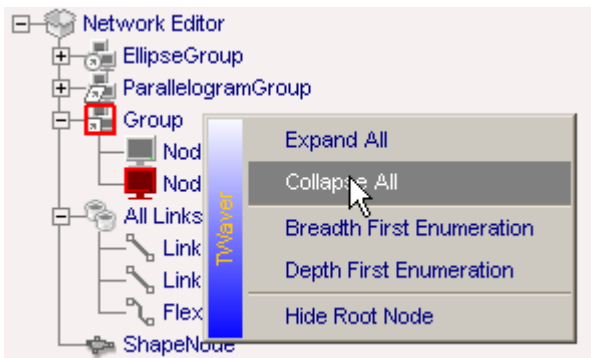 Network Editor
EllipseGroup
ParallelogramGroup
Group
Nod
Nod
All Links
Link
Link
Flex
ShapeNode
TWaver
Expand All
Collapse All
Breadth First Enumeration
Depth First Enumeration
Hide Root Node